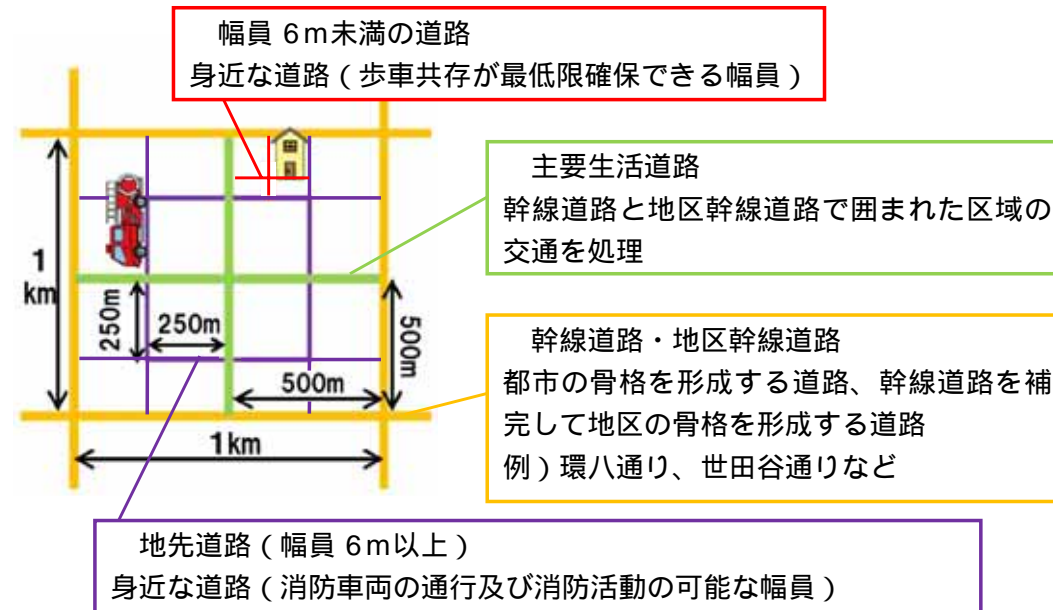 幅員 6m未満の道路
身近な道路（歩車共存が最低限確保できる幅員）
主要生活道路
幹線道路と地区幹線道路で囲まれた区域の
交通を処理
1
km
250m
250m
500m
500m
1km
幹線道路・地区幹線道路
都市の骨格を形成する道路、幹線道路を補
完して地区の骨格を形成する道路
例）環八通り、世田谷通りなど
地先道路（幅員 6m以上）
身近な道路（消防車両の通行及び消防活動の可能な幅員）